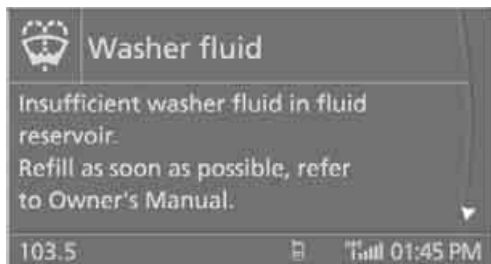 Washer fluid
Insufficient washer fluid in fluid
reservoir.
Refill as soon as possible, refer
to Owner's Manual.
103.5 01:45 PM